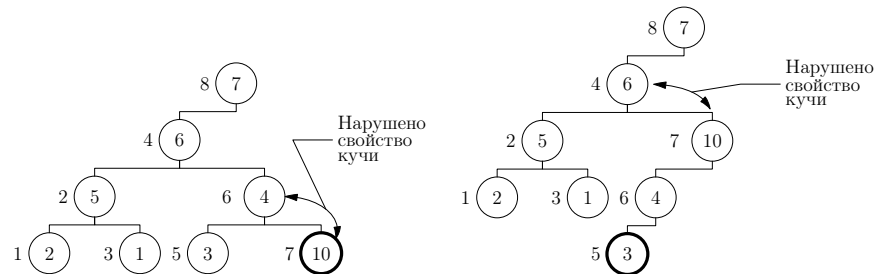 8 7
4 6
Нарушено
свойство
кучи
2 5
6 4
1 2
3 1
5 3
7 10
8 7
4 6
Нарушено
свойство
кучи
2 5
7 10
1 2
3 1
6 4
5 3